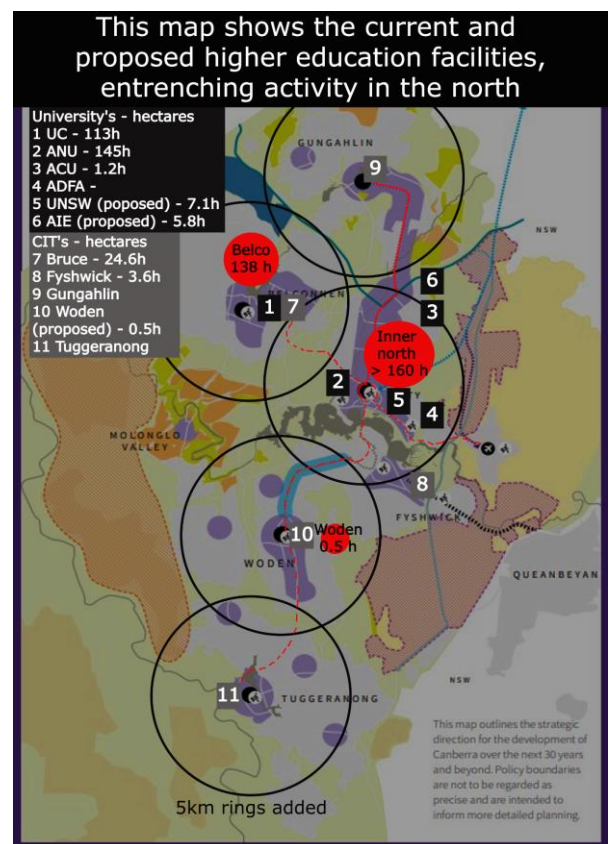 This map shows the current and
proposed higher education facilities,
entrenching activity in the north
University's - hectares
1 UC - 113h
2 ANU - 145h
3 ACU - 1.2h
4 ADFA -
5 UNSW (poposed) - 7.1h
6 AIE (proposed) - 5.8h
CIT's - hectares
7 Bruce - 24.6h
8 Fyshwick - 3.6h
9 Gungahlin
10 Woden
(proposed) - 0.5h
11 Tuggeranong
GUNGAHLIN
9
NSW
Belco
138 h
6
1
7
3
Inner
north
> 160 h
2
5
4
MOLONGLO
VALLEY
8
FYSHWICK
10
Woden
0.5 h
WODEN
QUEANBEYAN
NSW
11
TUGGERANONG
This map outlines the strategic
direction for the development of
Canberra over the next 30 years
and beyond. Policy boundaries
are not to be regarded as
precise and are intended to
inform more detailed planning.
5km rings added